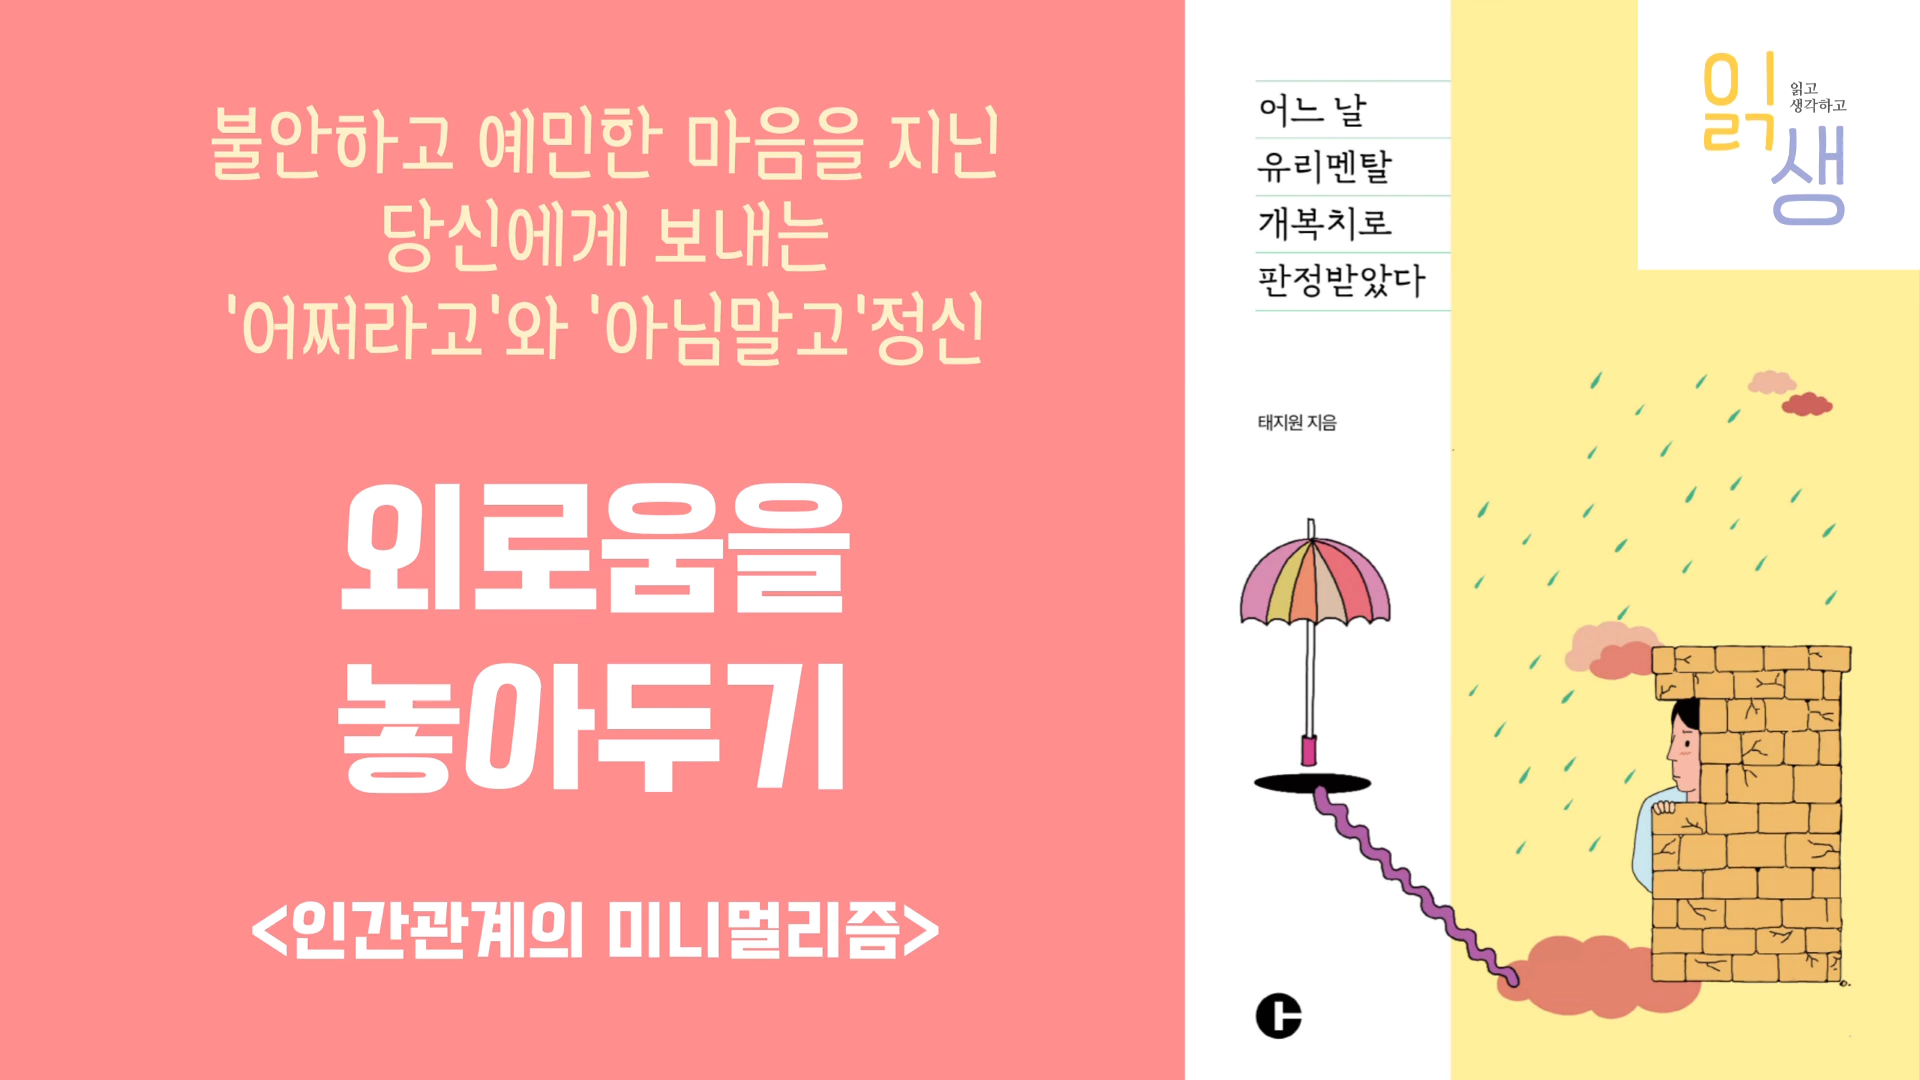 불안하고 예민한 마음을 지닌
당신에게 보내는
'어쩌라고'와 '아님말고'정신
외로움을
놓아두기
<인간관계의 미니멀리즘>
어느 날
유리멘탈
개복치로
판정받았다
태지원 지음
읽
읽고
생각하고
생